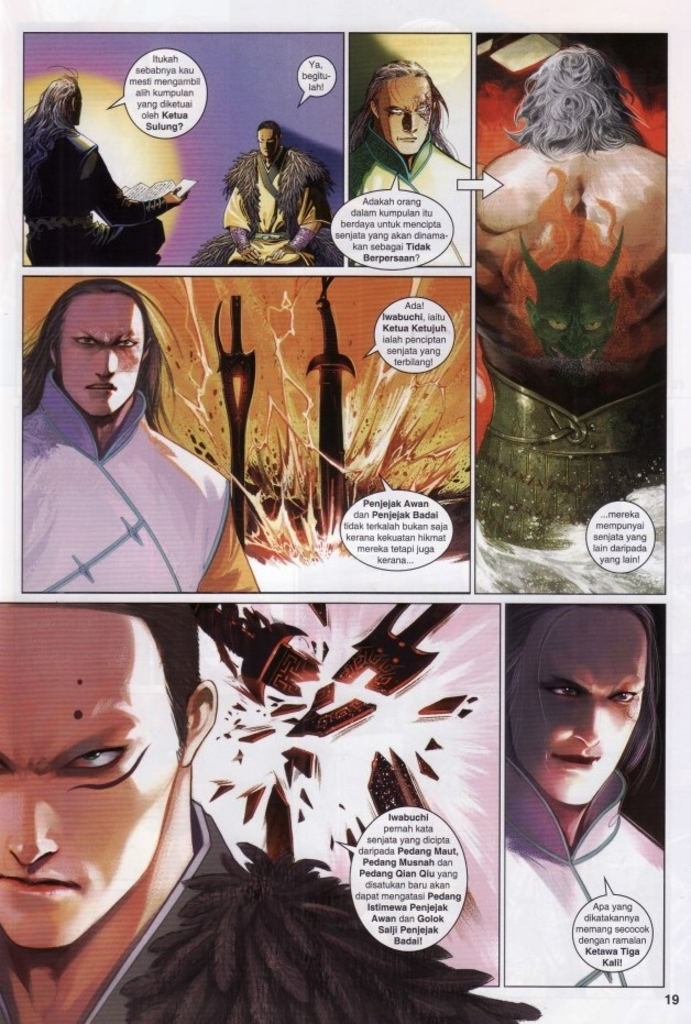 Itukah
sebabnya kau
mesti mengambil
alih kumpulan
yang diketuai
oleh Ketua
Sulung?
Ya,
begitu-
lah!
Adakah orang
dalam kumpulan itu
berdaya untuk mencipta
senjata yang akan dinama-
kan sebagai Tidak
Berpersaan?
Ada!
Iwabuchi, iaitu
Ketua Ketujuh
ialah penciptan
senjata yang
terbilang!
Penjejak Awan
dan Penjejak Badai
tidak terkalah bukan saja
kerana kekuatan hikmat
mereka tetapi juga
kerana...
...mereka
mempunyai
senjata yang
lain daripada
yang lain!
Iwabuchi
pernah kata
senjata yang dicipta
daripada Pedang Maut,
Pedang Musnah dan
Pedang Qian Qiu yang
disatukan baru akan
dapat mengatasi Pedang
Istimewa Penjejak
Awan dan Golok
Salji Penjejak
Badai!
Apa yang
dikatakannya
memang secocok
dengan ramalan
Ketawa Tiga
Kali!
19